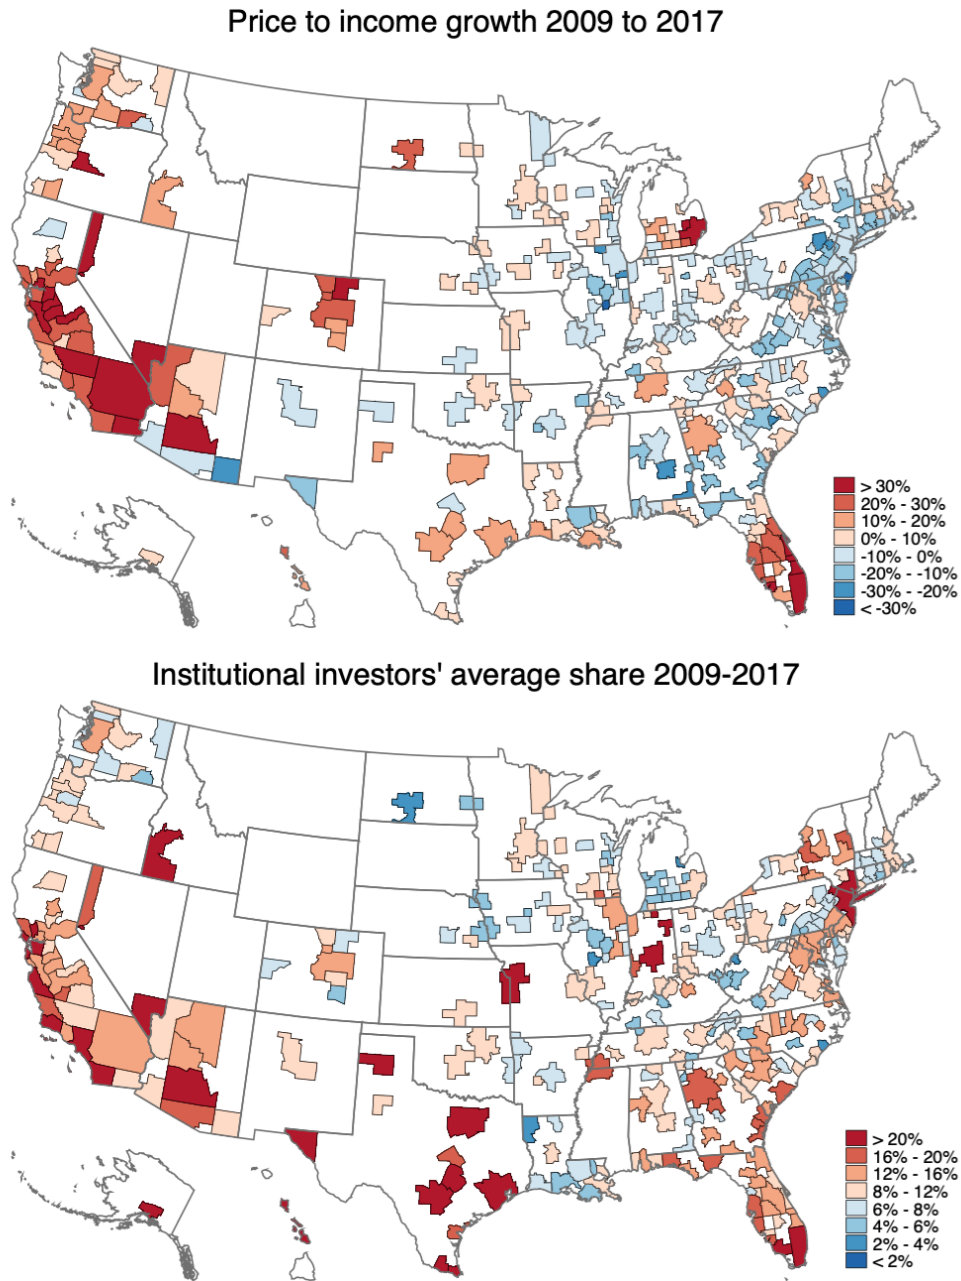 Price to income growth 2009 to 2017
> 30%
20% - 30%
10% - 20%
0% - 10%
-10% - 0%
-20% - -10%
-30% - -20%
< -30%
Institutional investors' average share 2009-2017
> 20%
16% - 20%
12% - 16%
8% - 12%
6% - 8%
4% - 6%
2% - 4%
< 2%